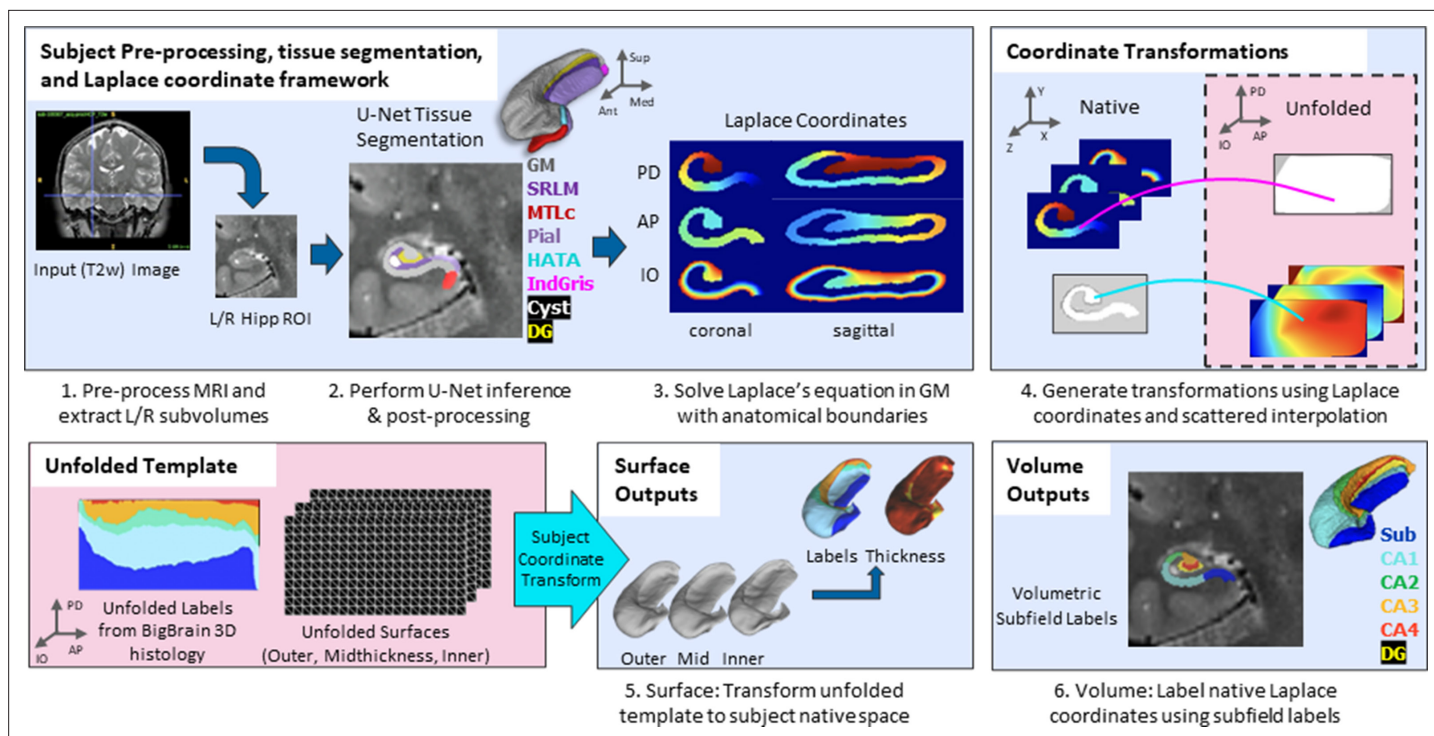 Subject Pre-processing, tissue segmentation,
and Laplace coordinate framework
Input (T2w) Image
L/R Hipp ROI
U-Net Tissue
Segmentation
Sup
Med
Ant
GM
SRLM
MTLc
Pial
HATA
IndGris
Cyst
DG
Laplace Coordinates
PD
AP
IO
coronal
sagittal
Coordinate Transformations
Y
X
Z
Native
PD
AP
IO
Unfolded
1. Pre-process MRI and
extract L/R subvolumes
2. Perform U-Net inference
& post-processing
3. Solve Laplace's equation in GM
with anatomical boundaries
4. Generate transformations using Laplace
coordinates and scattered interpolation
Unfolded Template
PD
AP
IO
Unfolded Labels
from BigBrain 3D
histology
Unfolded Surfaces
(Outer, Midthickness, Inner)
Subject
Coordinate
Transform
Surface
Outputs
Labels Thickness
Outer Mid Inner
5. Surface: Transform unfolded
template to subject native space
Volume
Outputs
Volumetric
Subfield Labels
Sub
CA1
CA2
CA3
CA4
DG
6. Volume: Label native Laplace
coordinates using subfield labels